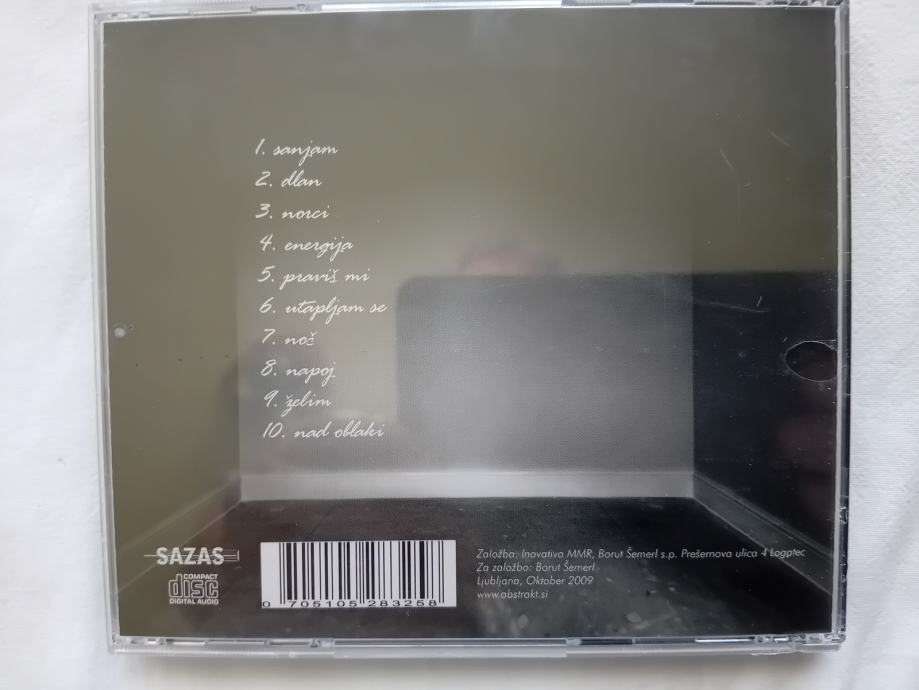 1. sanjam
2. dlan
3. norci
4. energija
5. praviš mi
6. utapljam se
7. noč
8. napoj
9. želim
10. nad oblaki
SAZAS
COMPACT
disc
DIGITAL AUDIO
0 705105 283258
Založba: Inovativa MMR, Borut Šemerl s.p. Prešernova ulica 4 Logatec
Za založbo: Borut Šemerl
Ljubljana, Oktober 2009
www.abstrakt.si